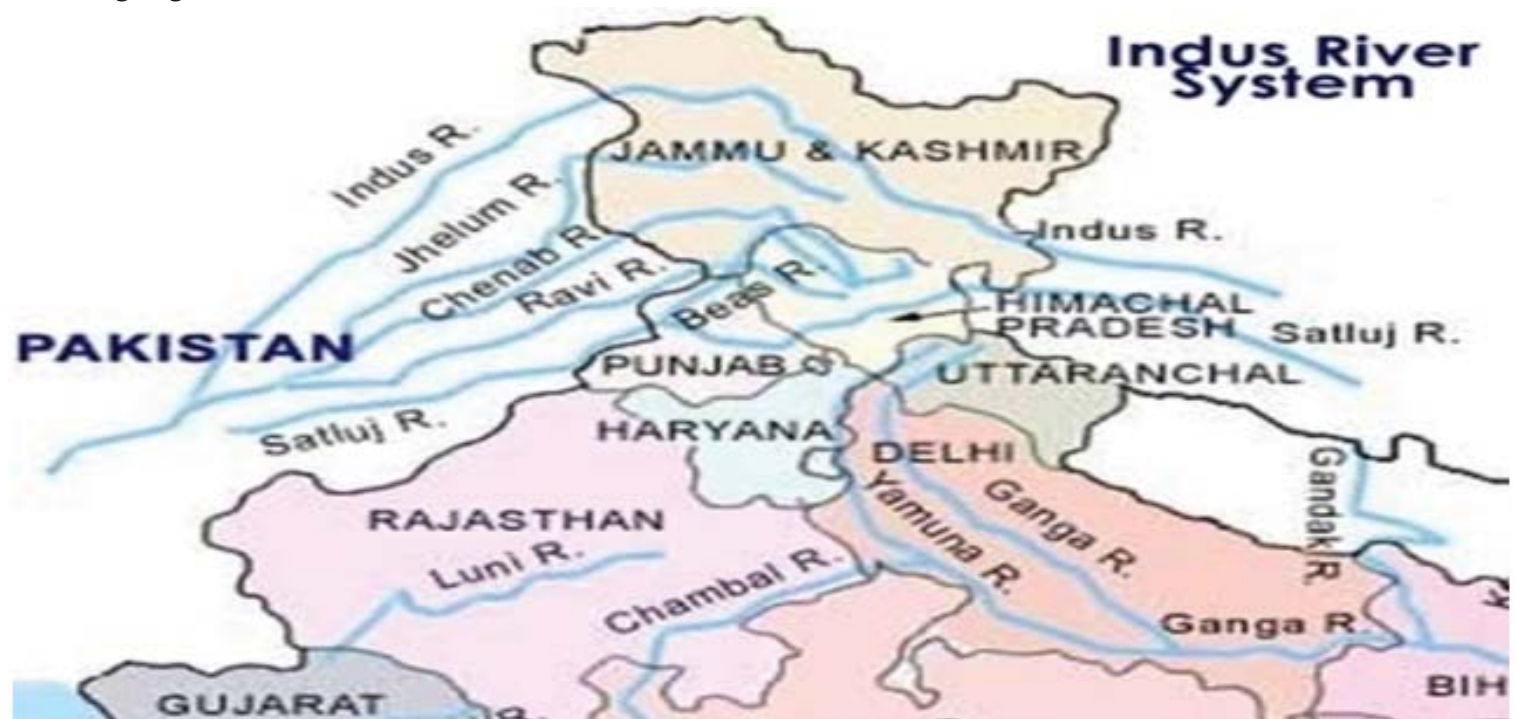 Indus River
System
Indus R.
JAMMU & KASHMIR
Jhelum R.
Indus R.
Chenab R.
Ravi R.
Beas R.
HIMACHAL
PRADESH
Satluj R.
PAKISTAN
PUNJAB
UTTARANCHAL
Satluj R.
HARYANA
DELHI
Gandak R.
Yamuna R.
Ganga R.
RAJASTHAN
Luni R.
Chambal R.
Ganga R.
BIH
GUJARAT
R.